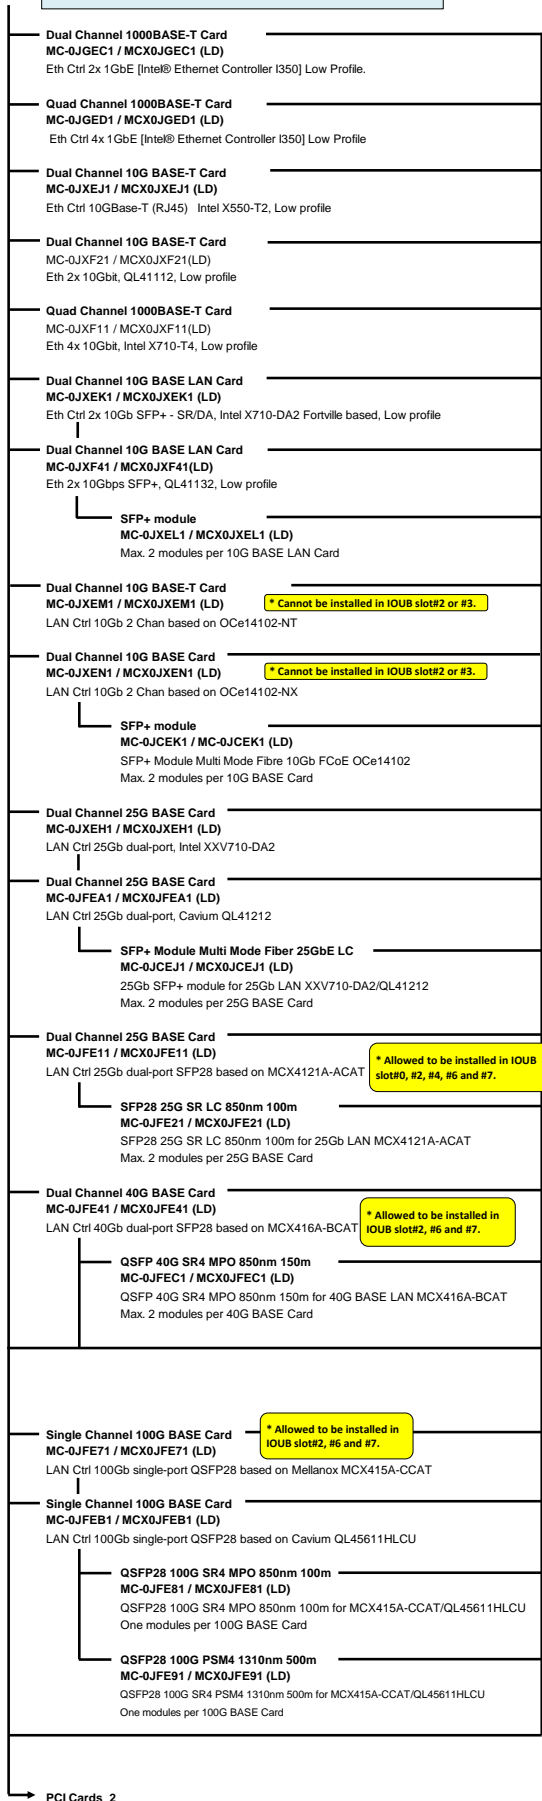 Dual Channel 1000BASE-T Card
MC-0JGEC1 / MCX0JGEC1 (LD)
Eth Ctrl 2x 1GbE [Intel® Ethernet Controller I350] Low Profile.
Quad Channel 1000BASE-T Card
MC-0JGED1 / MCX0JGED1 (LD)
Eth Ctrl 4x 1GbE [Intel® Ethernet Controller I350] Low Profile
Dual Channel 10G BASE-T Card
MC-0JXEJ1 / MCX0JXEJ1 (LD)
Eth Ctrl 10GBase-T (RJ45) Intel X550-T2, Low profile
Dual Channel 10G BASE-T Card
MC-0JXF21 / MCX0JXF21(LD)
Eth 2x 10Gbit, QL41112, Low profile
Quad Channel 1000BASE-T Card
MC-0JXF11 / MCX0JXF11(LD)
Eth 4x 10Gbit, Intel X710-T4, Low profile
Dual Channel 10G BASE LAN Card
MC-0JXEK1 / MCX0JXEK1 (LD)
Eth Ctrl 2x 10Gb SFP+ - SR/DA, Intel X710-DA2 Fortville based, Low profile
Dual Channel 10G BASE LAN Card
MC-0JXF41 / MCX0JXF41(LD)
Eth 2x 10Gbps SFP+, QL41132, Low profile
SFP+ module
MC-0JXEL1 / MCX0JXEL1 (LD)
Max. 2 modules per 10G BASE LAN Card
Dual Channel 10G BASE-T Card
MC-0JXEM1 / MCX0JXEM1 (LD)
* Cannot be installed in IOUB slot#2 or #3.
LAN Ctrl 10Gb 2 Chan based on OCe14102-NT
Dual Channel 10G BASE Card
MC-0JXEN1 / MCX0JXEN1 (LD)
* Cannot be installed in IOUB slot#2 or #3.
LAN Ctrl 10Gb 2 Chan based on OCe14102-NX
SFP+ module
MC-0JCEK1 / MC-0JCEK1 (LD)
SFP+ Module Multi Mode Fibre 10Gb FCoE OCe14102
Max. 2 modules per 10G BASE Card
Dual Channel 25G BASE Card
MC-0JXEH1 / MCX0JXEH1 (LD)
LAN Ctrl 25Gb dual-port, Intel XXV710-DA2
Dual Channel 25G BASE Card
MC-0JFEA1 / MCX0JFEA1 (LD)
LAN Ctrl 25Gb dual-port, Cavium QL41212
SFP+ Module Multi Mode Fiber 25GbE LC
MC-0JCEJ1 / MCX0JCEJ1 (LD)
25Gb SFP+ module for 25Gb LAN XXV710-DA2/QL41212
Max. 2 modules per 25G BASE Card
Dual Channel 25G BASE Card
MC-0JFE11 / MCX0JFE11 (LD)
LAN Ctrl 25Gb dual-port SFP28 based on MCX4121A-ACAT
* Allowed to be installed in IOUB
slot#0, #2, #4, #6 and #7.
SFP28 25G SR LC 850nm 100m
MC-0JFE21 / MCX0JFE21 (LD)
SFP28 25G SR LC 850nm 100m for 25Gb LAN MCX4121A-ACAT
Max. 2 modules per 25G BASE Card
Dual Channel 40G BASE Card
MC-0JFE41 / MCX0JFE41 (LD)
LAN Ctrl 40Gb dual-port SFP28 based on MCX416A-BCAT
* Allowed to be installed in
IOUB slot#2, #6 and #7.
QSFP 40G SR4 MPO 850nm 150m
MC-0JFEC1 / MCX0JFEC1 (LD)
QSFP 40G SR4 MPO 850nm 150m for 40G BASE LAN MCX416A-BCAT
Max. 2 modules per 40G BASE Card
* Allowed to be installed in
IOUB slot#2, #6 and #7.
Single Channel 100G BASE Card
MC-0JFE71 / MCX0JFE71 (LD)
LAN Ctrl 100Gb single-port QSFP28 based on Mellanox MCX415A-CCAT
Single Channel 100G BASE Card
MC-0JFEB1 / MCX0JFEB1 (LD)
LAN Ctrl 100Gb single-port QSFP28 based on Cavium QL45611HLCU
QSFP28 100G SR4 MPO 850nm 100m
MC-0JFE81 / MCX0JFE81 (LD)
QSFP28 100G SR4 MPO 850nm 100m for MCX415A-CCAT/QL45611HLCU
One modules per 100G BASE Card
QSFP28 100G PSM4 1310nm 500m
MC-0JFE91 / MCX0JFE91 (LD)
QSFP28 100G SR4 PSM4 1310nm 500m for MCX415A-CCAT/QL45611HLCU
One modules per 100G BASE Card
PCI Cards_2